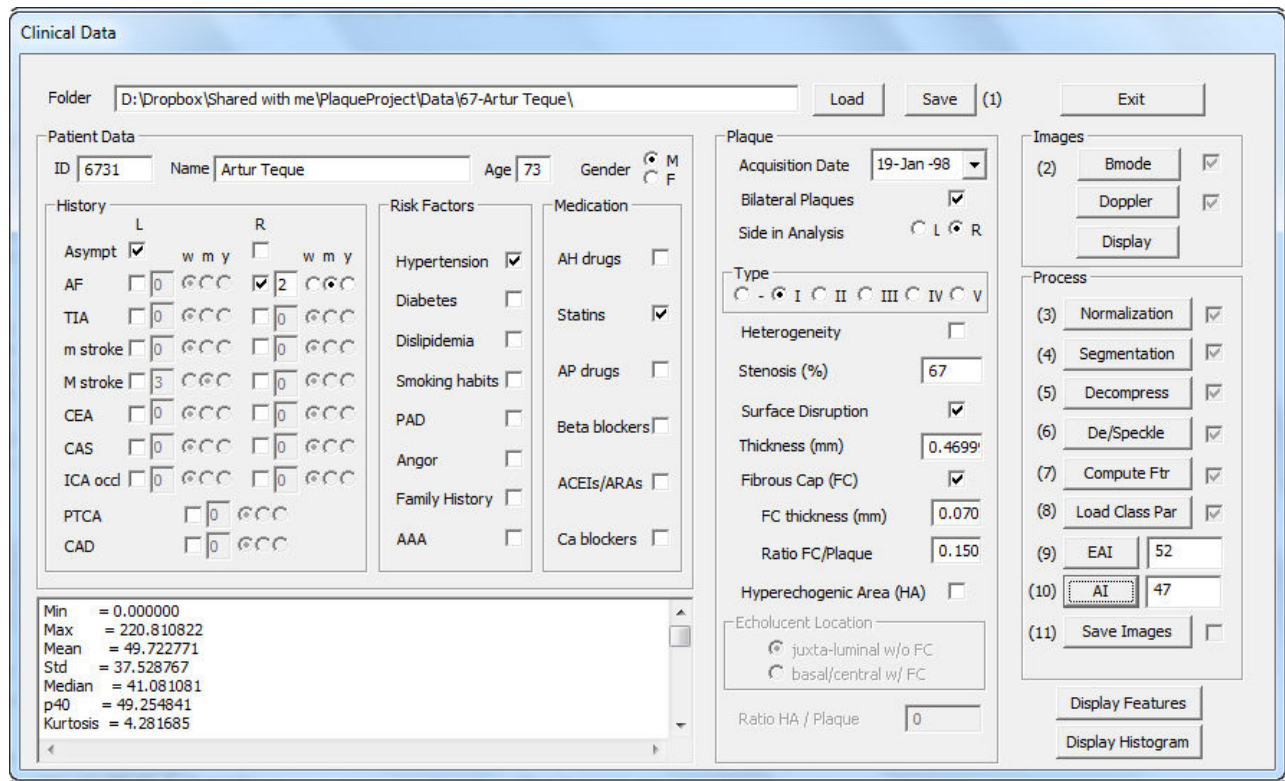 Clinical Data
Folder D:\Dropbox\Shared with me\PlaqueProject\Data\67-Artur Teque\ Load Save (1) Exit
Patient Data
ID 6731 Name Artur Teque Age 73 Gender M F
History
L R
Asympt w m y w m y
AF 0 2
TIA 0 0
m stroke 0 0
M stroke 3 0
CEA 0 0
CAS 0 0
ICA occl 0 0
PTCA 0
CAD 0
Risk Factors
Hypertension
Diabetes
Dislipidemia
Smoking habits
PAD
Angor
Family History
AAA
Medication
AH drugs
Statins
AP drugs
Beta blockers
ACEIs/ARAs
Ca blockers
Min = 0.000000
Max = 220.810822
Mean = 49.722771
Std = 37.528767
Median = 41.081081
p40 = 49.254841
Kurtosis = 4.281685
Plaque
Acquisition Date 19-Jan -98
Bilateral Plaques
Side in Analysis L R
Type
- I II III IV V
Heterogeneity
Stenosis (%) 67
Surface Disruption
Thickness (mm) 0.4699
Fibrous Cap (FC)
FC thickness (mm) 0.070
Ratio FC/Plaque 0.150
Hyperechogenic Area (HA)
Echolucent Location
juxta-luminal w/o FC
basal/central w/ FC
Ratio HA / Plaque 0
Images
(2) Bmode
Doppler
Display
Process
(3) Normalization
(4) Segmentation
(5) Decompress
(6) De/Speckle
(7) Compute Ftr
(8) Load Class Par
(9) EAI 52
(10) AI 47
(11) Save Images
Display Features
Display Histogram